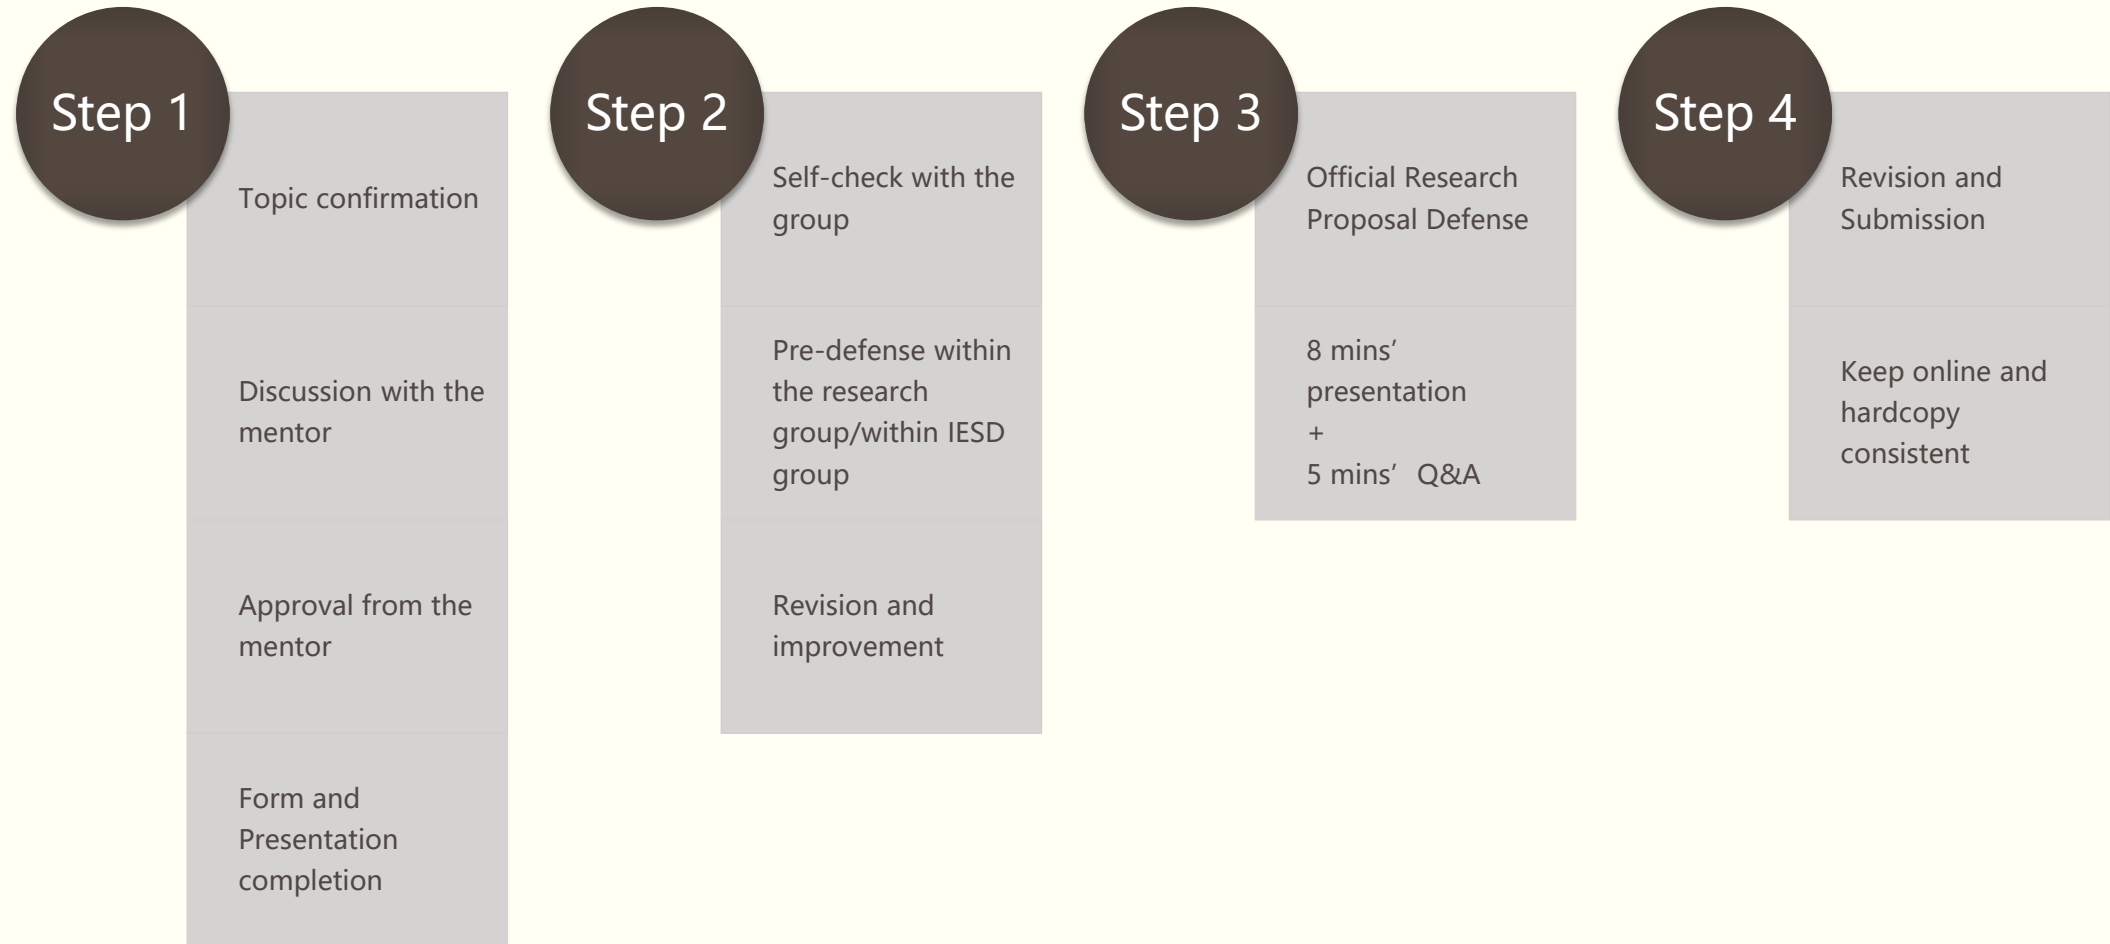 Step 1
Topic confirmation
Discussion with the
mentor
Approval from the
mentor
Form and
Presentation
completion
Step 2
Self-check with the
group
Pre-defense within
the research
group/within IESD
group
Revision and
improvement
Step 3
Official Research
Proposal Defense
8 mins’
presentation
+
5 mins’ Q&A
Step 4
Revision and
Submission
Keep online and
hardcopy
consistent